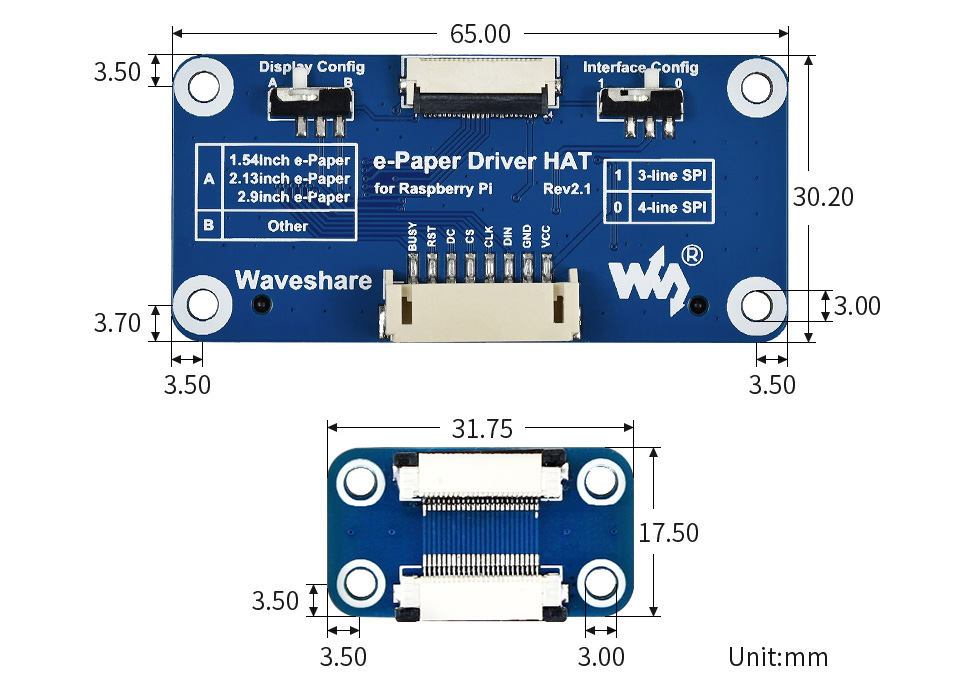 65.00
3.50
Display Config
A B
Interface Config
1 0
A
1.54inch e-Paper
2.13inch e-Paper
2.9inch e-Paper
B Other
e-Paper Driver HAT
for Raspberry Pi Rev2.1
1 3-line SPI
0 4-line SPI
30.20
BUSY
RST
DC
CS
CLK
DIN
GND
VCC
Waveshare
®
3.00
3.70
3.50
3.50
31.75
17.50
3.50
3.50
3.00
Unit:mm